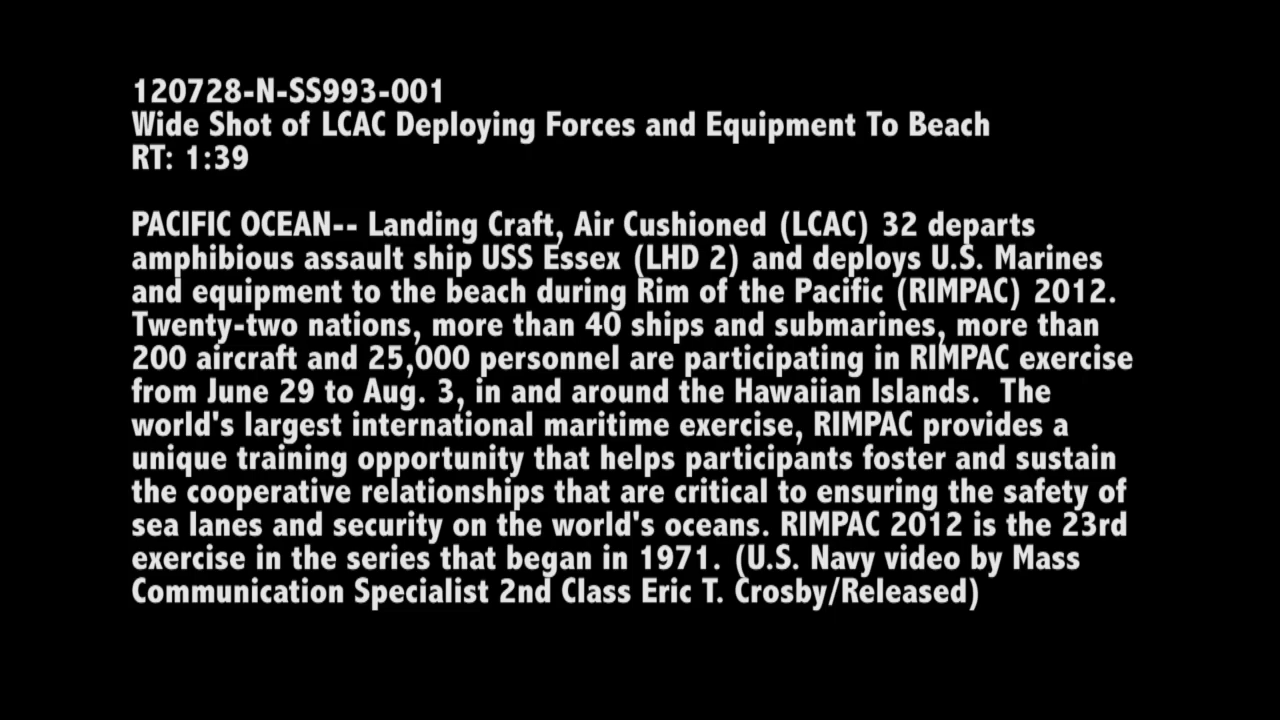 120728-N-SS993-001
Wide Shot of LCAC Deploying Forces and Equipment To Beach
RT: 1:39
PACIFIC OCEAN-- Landing Craft, Air Cushioned (LCAC) 32 departs
amphibious assault ship USS Essex (LHD 2) and deploys U.S. Marines
and equipment to the beach during Rim of the Pacific (RIMPAC) 2012.
Twenty-two nations, more than 40 ships and submarines, more than
200 aircraft and 25,000 personnel are participating in RIMPAC exercise
from June 29 to Aug. 3, in and around the Hawaiian Islands.  The
world's largest international maritime exercise, RIMPAC provides a
unique training opportunity that helps participants foster and sustain
the cooperative relationships that are critical to ensuring the safety of
sea lanes and security on the world's oceans. RIMPAC 2012 is the 23rd
exercise in the series that began in 1971. (U.S. Navy video by Mass
Communication Specialist 2nd Class Eric T. Crosby/Released)